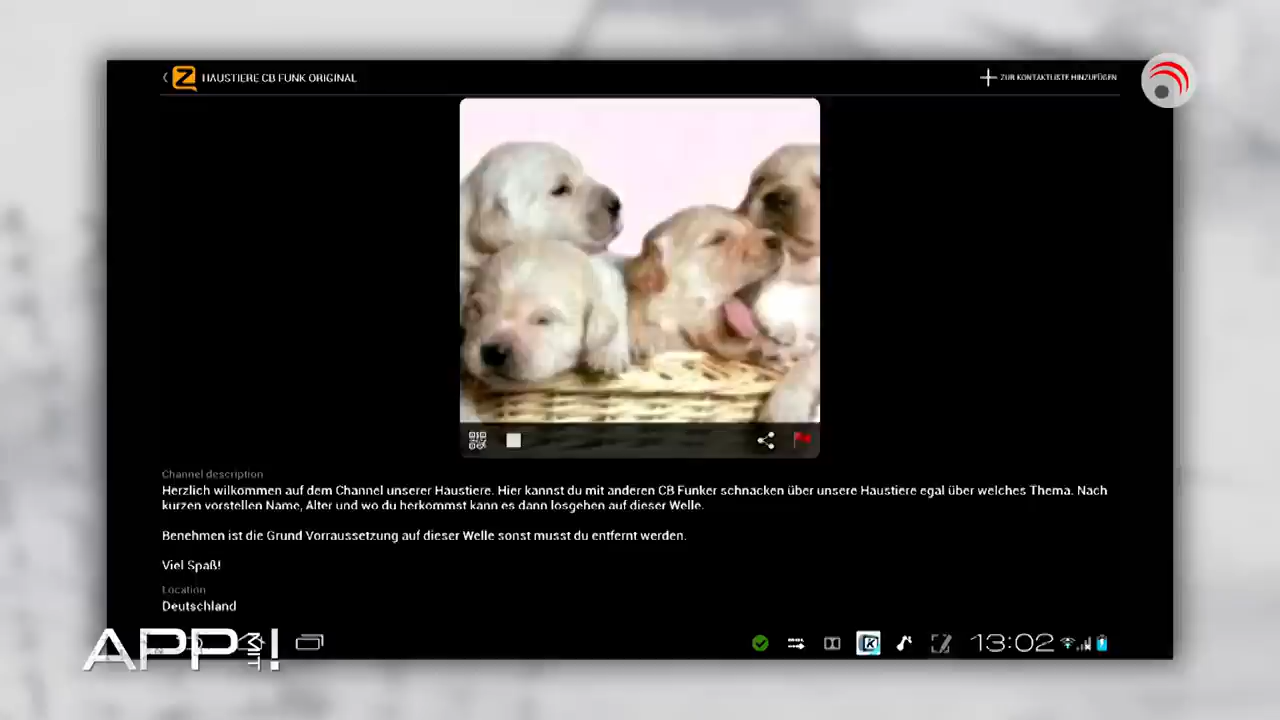 HAUSTIERE CB FUNK ORIGINAL
ZUR KONTAKTLISTE HINZUFÜGEN
Channel description
Herzlich wilkommen auf dem Channel unserer Haustiere. Hier kannst du mit anderen CB Funker schnacken über unsere Haustiere egal über welches Thema. Nach
kurzen vorstellen Name, Alter und wo du herkommst kann es dann losgehen auf dieser Welle.
Benehmen ist die Grund Vorraussetzung auf dieser Welle sonst musst du entfernt werden.
Viel Spaß!
Location
Deutschland
APP MIT!
K
13:02